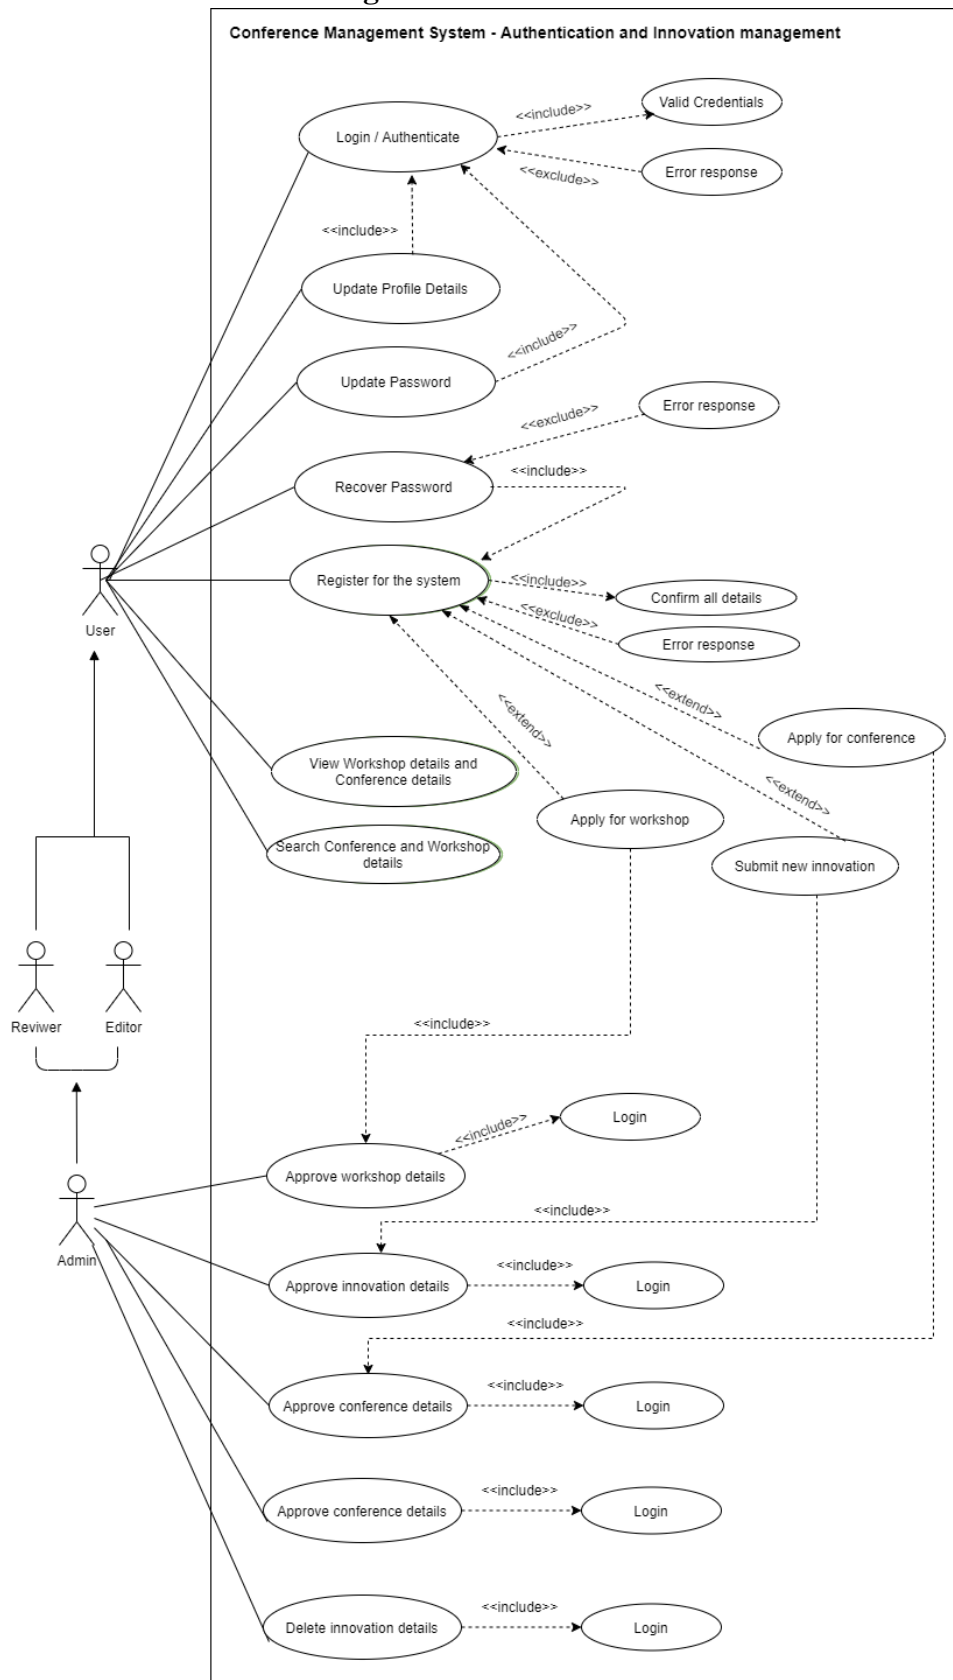 Conference Management System - Authentication and Innovation management
Valid Credentials
<<include>>
Login / Authenticate
Error response
<<exclude>>
<<include>>
Update Profile Details
<<include>>
Update Password
Error response
<<exclude>>
<<include>>
Recover Password
Register for the system
<<include>>
Confirm all details
<<exclude>>
Error response
User
<<extend>>
<<extend>>
Apply for conference
View Workshop details and
Conference details
<<extend>>
Apply for workshop
Search Conference and Workshop
details
Submit new innovation
Reviwer
Editor
<<include>>
Login
<<include>>
Approve workshop details
<<include>>
Admin
<<include>>
Approve innovation details
Login
<<include>>
<<include>>
Approve conference details
Login
<<include>>
Approve conference details
Login
<<include>>
Delete innovation details
Login